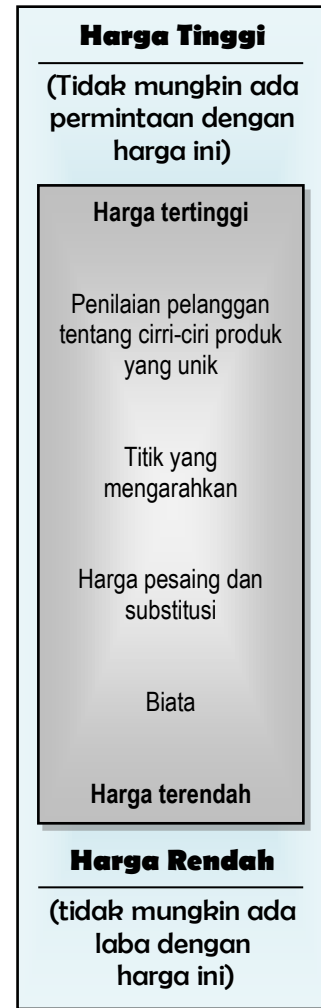 Harga Tinggi
(Tidak mungkin ada
permintaan dengan
harga ini)
Harga tertinggi
Penilaian pelanggan
tentang cirri-ciri produk
yang unik
Titik yang
mengarahkan
Harga pesaing dan
substitusi
Biata
Harga terendah
Harga Rendah
(tidak mungkin ada
laba dengan
harga ini)